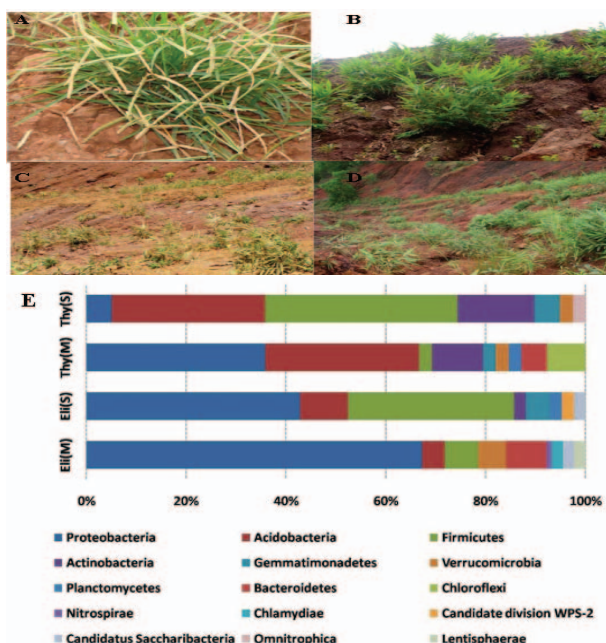 A
B
C
D
E
Thy(S)
Thy(M)
Eli(S)
Eli(M)
0% 20% 40% 60% 80% 100%
Proteobacteria Acidobacteria Firmicutes
Actinobacteria Gemmatimonadetes Verrucomicrobia
Planctomycetes Bacteroidetes Chloroflexi
Nitrospirae Chlamydiae Candidate division WPS-2
Candidatus Saccharibacteria Omnitrophica Lentisphaerae